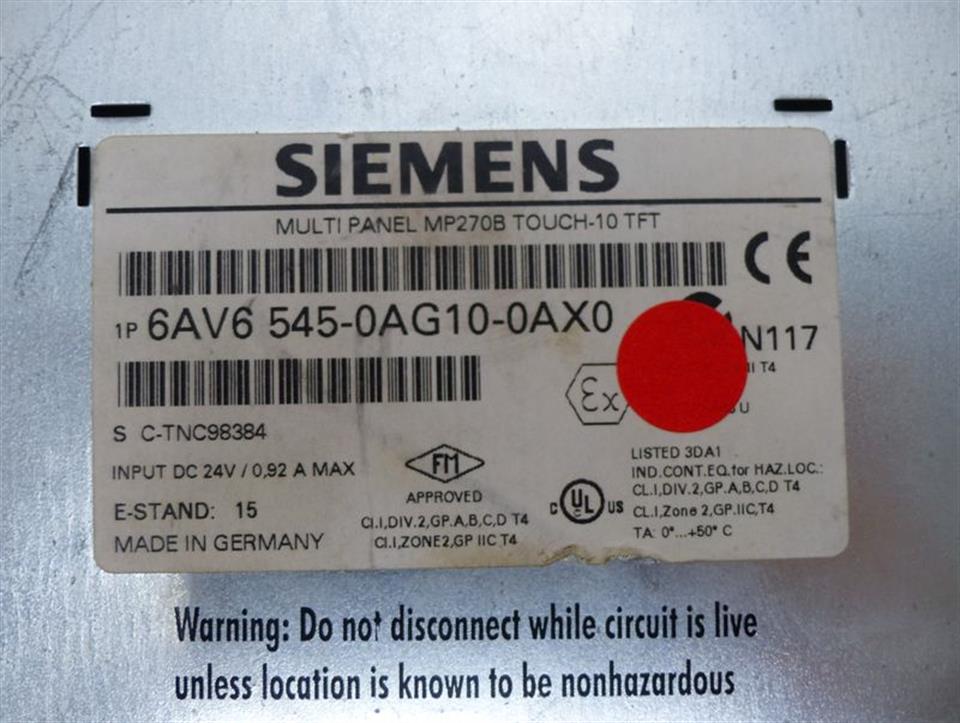 SIEMENS
MULTI PANEL MP270B TOUCH-10 TFT
CE
1P 6AV6 545-0AG10-0AX0
N117
T4
Ex
U
S C-TNC98384
INPUT DC 24V / 0,92 A MAX
E-STAND: 15
MADE IN GERMANY
FM
APPROVED
CI.I,DIV.2,GP.A,B,C,D T4
CI.I,ZONE2,GP IIC T4
C UL US
LISTED 3DA1
IND.CONT.EQ.for HAZ.LOC.:
CL.I,DIV.2,GP.A,B,C,D T4
CL.I,Zone 2,GP.IIC,T4
TA: 0°...+50° C
Warning: Do not disconnect while circuit is live
unless location is known to be nonhazardous